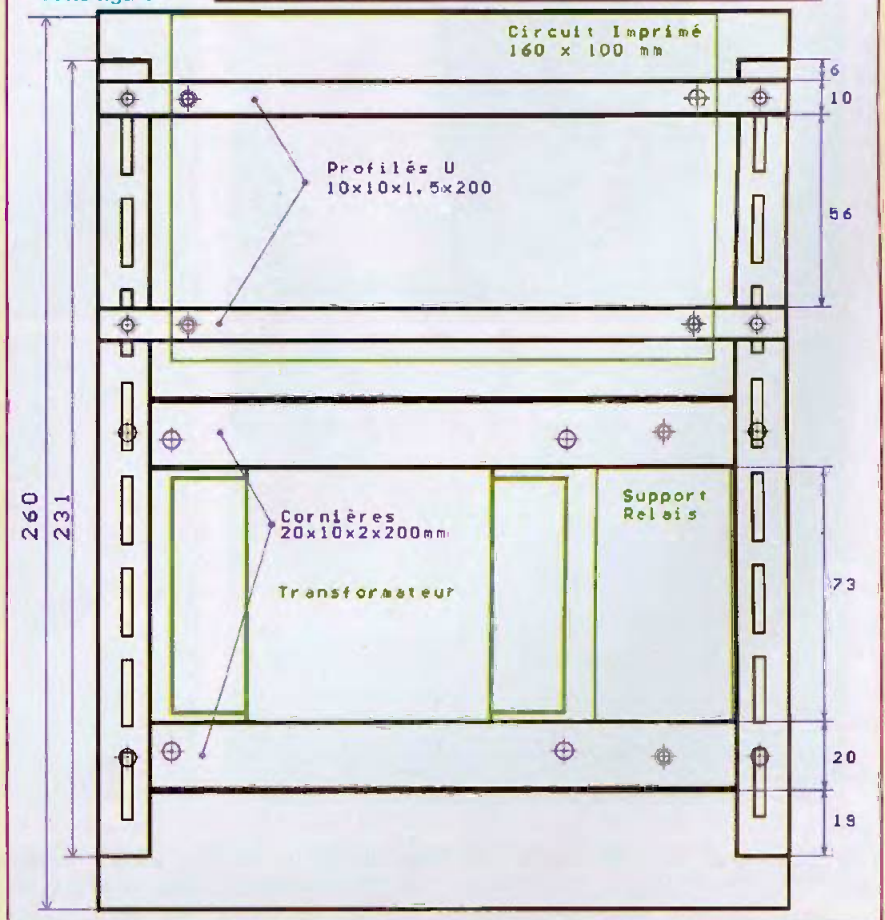 Circuit Imprimé
160 x 100 mm
6
10
Profilés U
10x10x1,5x200
56
260
231
Cornières
20x10x2x200mm
Support
Relais
Transformateur
73
20
19